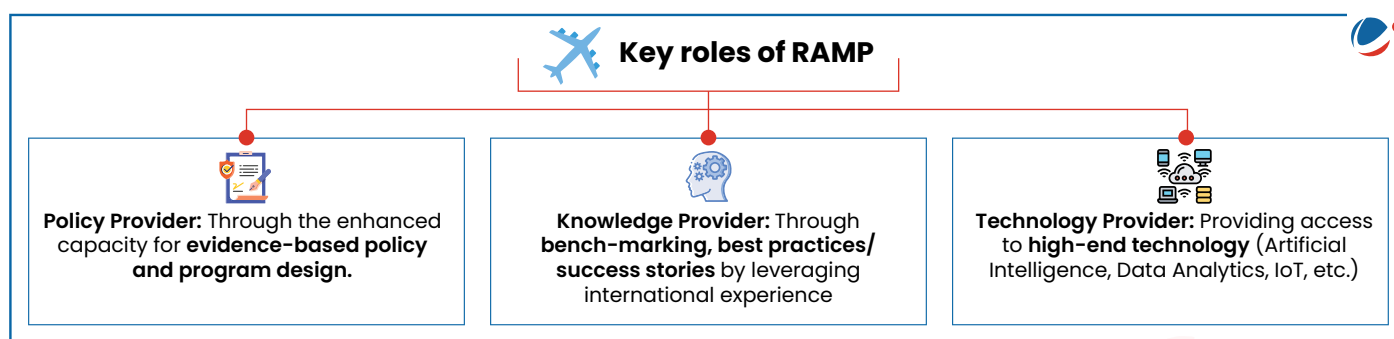 Key roles of RAMP
Policy Provider: Through the enhanced
capacity for evidence-based policy
and program design.
Knowledge Provider: Through
bench-marking, best practices/
success stories by leveraging
international experience
Technology Provider: Providing access
to high-end technology (Artificial
Intelligence, Data Analytics, IoT, etc.)